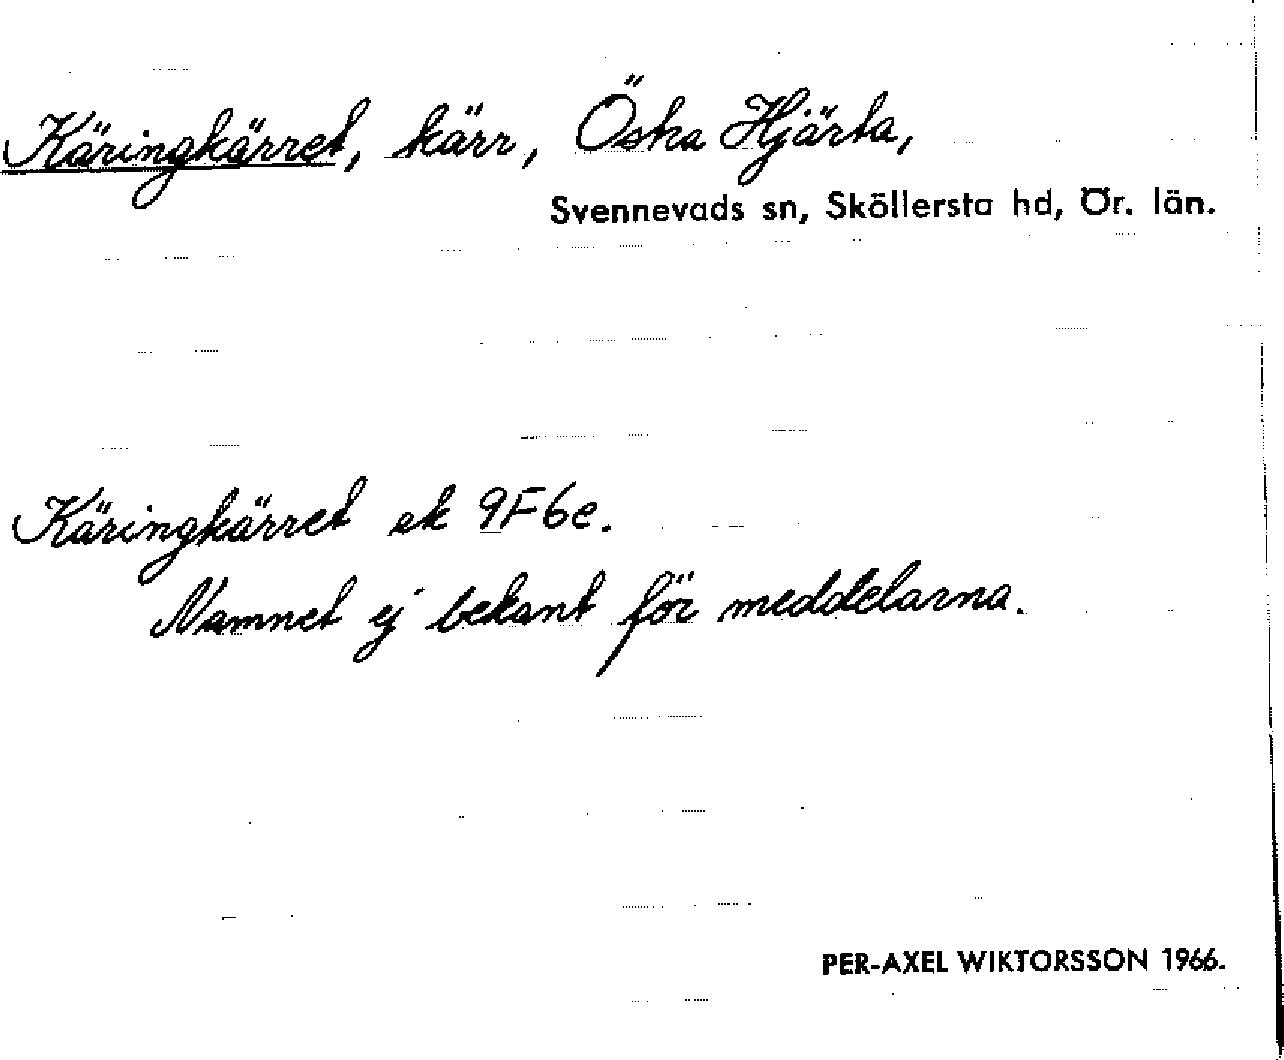 Käringkärret, kärr, Östra Hjärta,
Svennevads sn, Sköllersta hd, Ör. län.
Käringkärret ek 9F6e.
Namnet ej bekant för meddelarna.
PER-AXEL WIKTORSSON 1966.